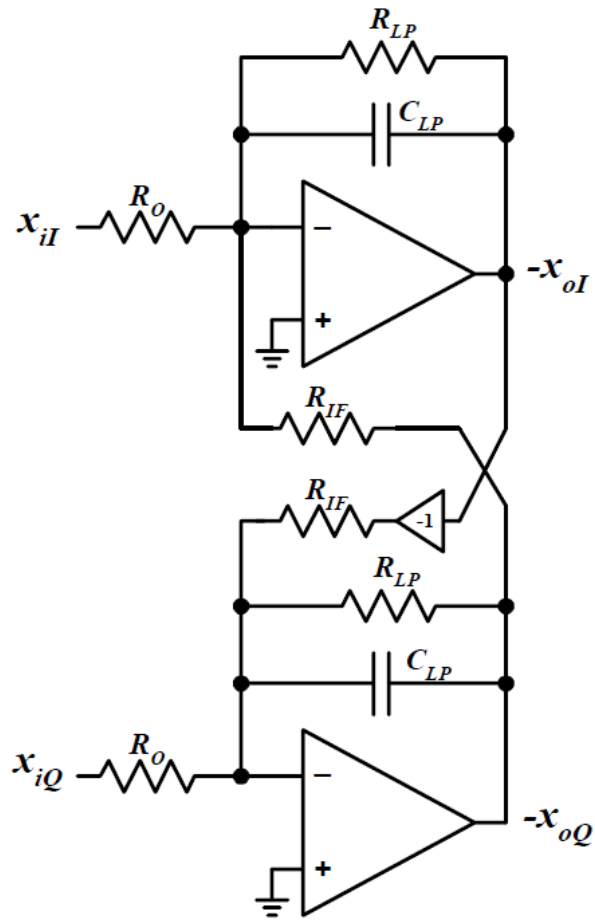 R_LP
C_LP
x_iI
R_O
−
+
-x_oI
R_IF
R_IF
-1
R_LP
C_LP
x_iQ
R_O
−
+
-x_oQ